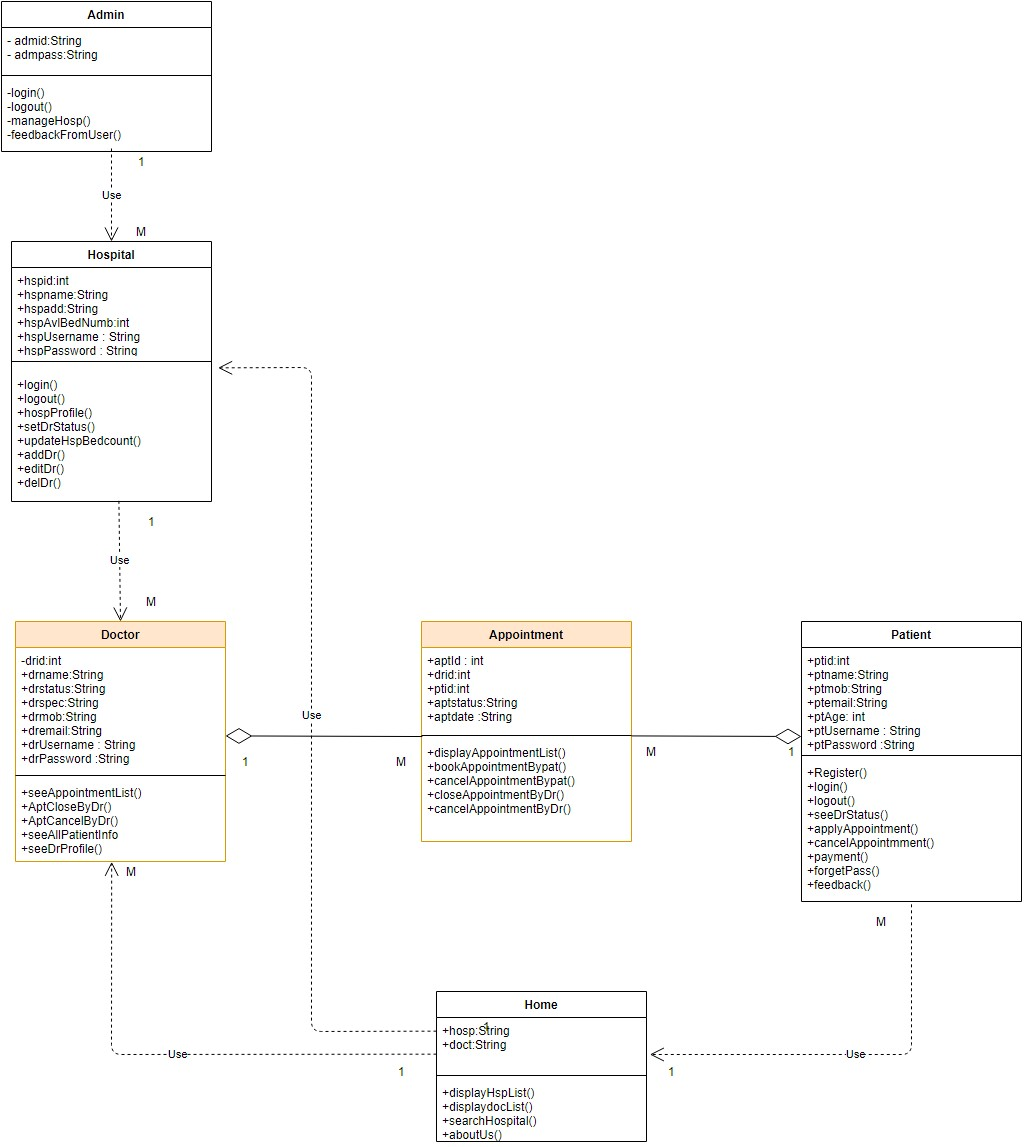 Admin
- admid:String
- admpass:String
-login()
-logout()
-manageHosp()
-feedbackFromUser()
1
Use
M
Hospital
+hspid:int
+hspname:String
+hspadd:String
+hspAvlBedNumb:int
+hspUsername : String
+hspPassword : String
+login()
+logout()
+hospProfile()
+setDrStatus()
+updateHspBedcount()
+addDr()
+editDr()
+delDr()
1
Use
M
Doctor
-drid:int
+drname:String
+drstatus:String
+drspec:String
+drmob:String
+dremail:String
+drUsername : String
+drPassword :String
+seeAppointmentList()
+AptCloseByDr()
+AptCancelByDr()
+seeAllPatientInfo
+seeDrProfile()
M
1
Use
M
Appointment
+aptId : int
+drid:int
+ptid:int
+aptstatus:String
+aptdate :String
+displayAppointmentList()
+bookAppointmentBypat()
+cancelAppointmentBypat()
+closeAppointmentByDr()
+cancelAppointmentByDr()
M
1
Patient
+ptid:int
+ptname:String
+ptmob:String
+ptemail:String
+ptAge: int
+ptUsername : String
+ptPassword :String
+Register()
+login()
+logout()
+seeDrStatus()
+applyAppointment()
+cancelAppointmment()
+payment()
+forgetPass()
+feedback()
M
Use
1
Home
1
+hosp:String
+doct:String
+displayHspList()
+displaydocList()
+searchHospital()
+aboutUs()
Use
1